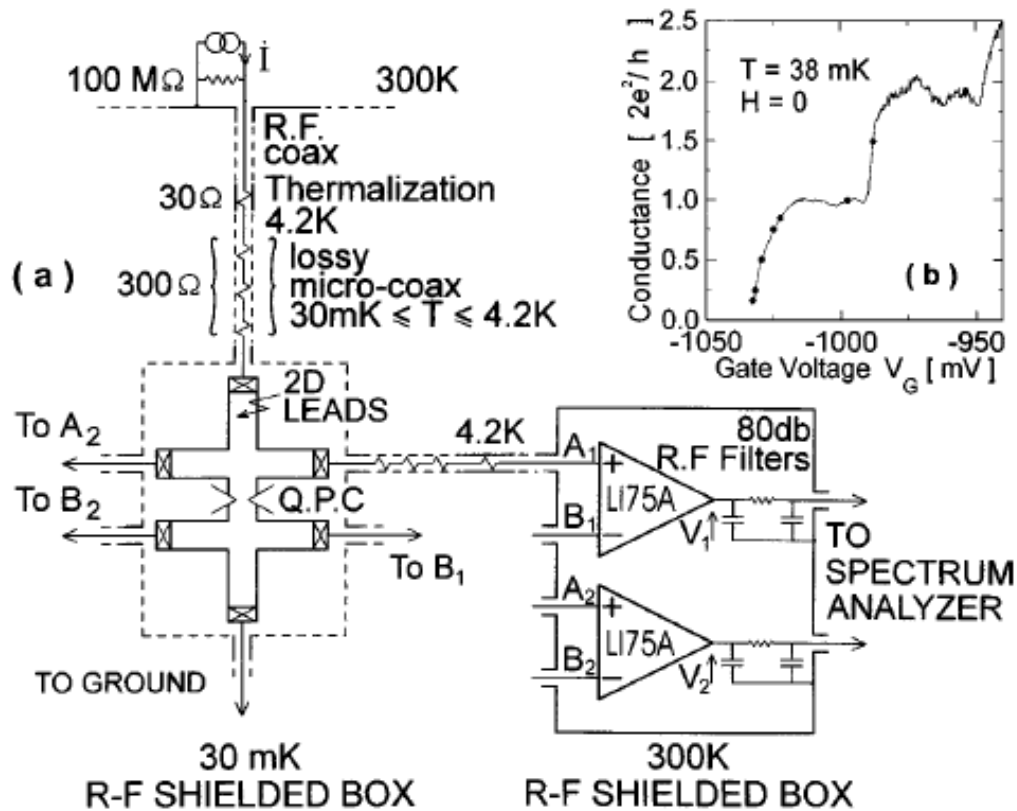 100 MΩ
İ
300K
R.F.
coax
30Ω
Thermalization
4.2K
( a )
300Ω
lossy
micro-coax
30mK ⩽ T ⩽ 4.2K
2D
LEADS
To A2
To B2
Q.P.C
To B1
TO GROUND
30 mK
R-F SHIELDED BOX
4.2K
A1
B1
+
−
LI75A
80db
R.F Filters
V1
A2
B2
+
−
LI75A
V2
TO
SPECTRUM
ANALYZER
300K
R-F SHIELDED BOX
Conductance [ 2e²/ h ]
2.5
2.0
1.5
1.0
0.5
0.0
T = 38 mK
H = 0
( b )
-1050
-1000
-950
Gate Voltage VG [ mV ]